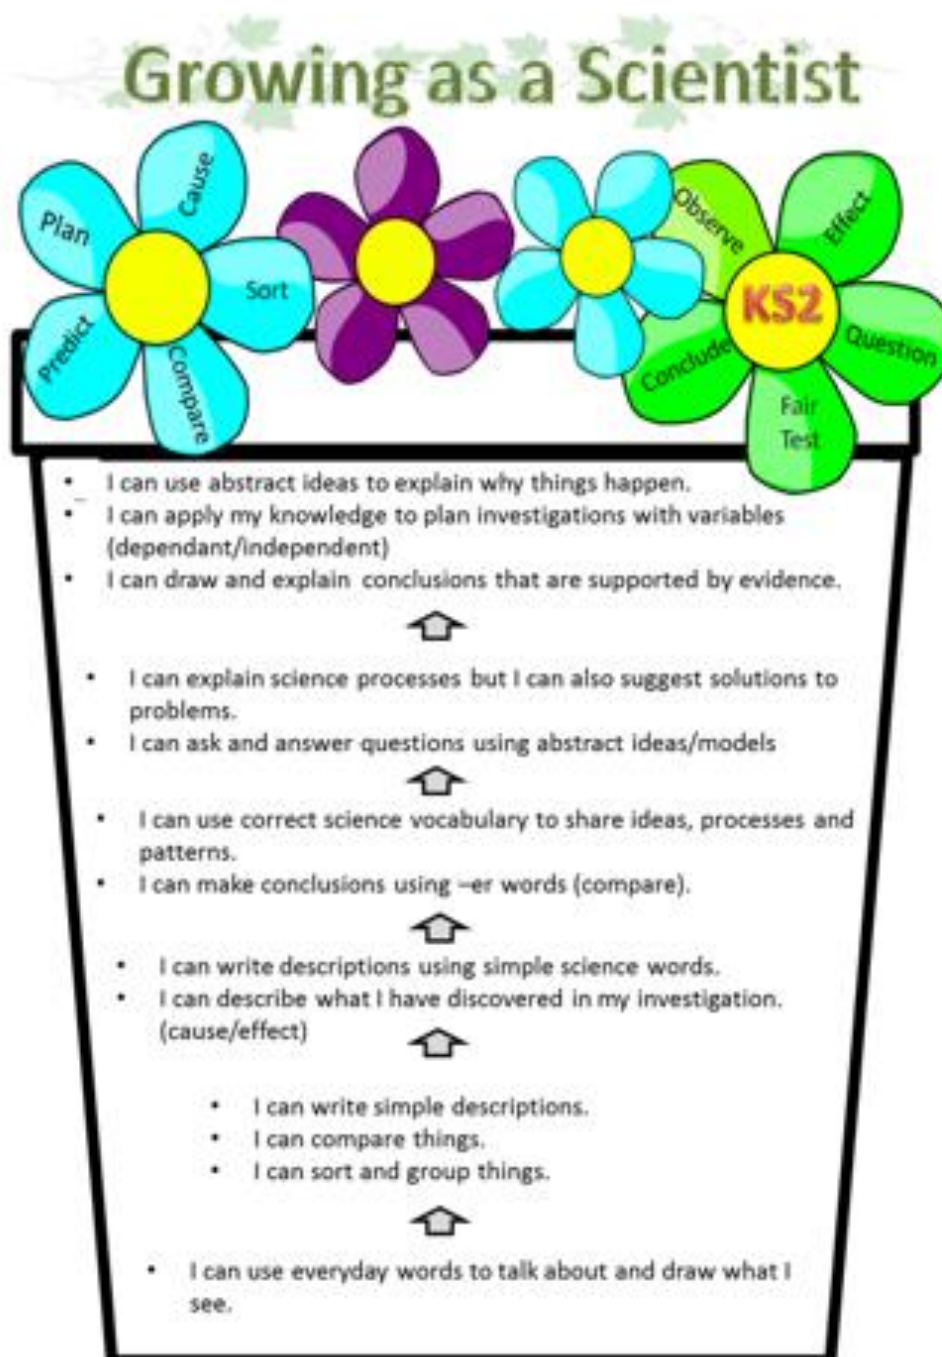 Growing as a Scientist
Plan
Cause
Sort
Compare
Predict
Observe
Effect
KS2
Question
Conclude
Fair
Test
• I can use abstract ideas to explain why things happen.
• I can apply my knowledge to plan investigations with variables
(dependant/independent)
• I can draw and explain conclusions that are supported by evidence.
• I can explain science processes but I can also suggest solutions to
problems.
• I can ask and answer questions using abstract ideas/models
• I can use correct science vocabulary to share ideas, processes and
patterns.
• I can make conclusions using –er words (compare).
• I can write descriptions using simple science words.
• I can describe what I have discovered in my investigation.
(cause/effect)
• I can write simple descriptions.
• I can compare things.
• I can sort and group things.
• I can use everyday words to talk about and draw what I
see.